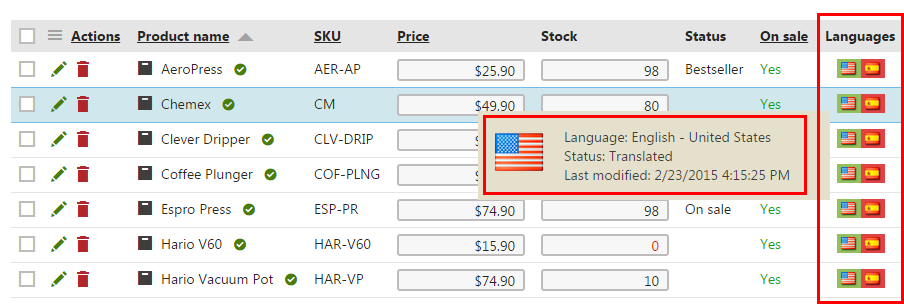 Actions Product name SKU Price Stock Status On sale Languages
AeroPress AER-AP $25.90 98 Bestseller Yes
Chemex CM $49.90 80 Yes
Language: English - United States
Status: Translated
Last modified: 2/23/2015 4:15:25 PM
Clever Dripper CLV-DRIP Yes
Coffee Plunger COF-PLNG Yes
Espro Press ESP-PR $74.90 98 On sale Yes
Hario V60 HAR-V60 $15.90 0 Yes
Hario Vacuum Pot HAR-VP $74.90 10 Yes